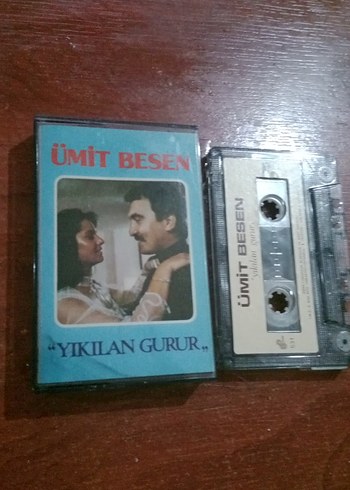 ÜMİT BESEN
"YIKILAN GURUR"
ÜMİT BESEN
yıkılan gurur